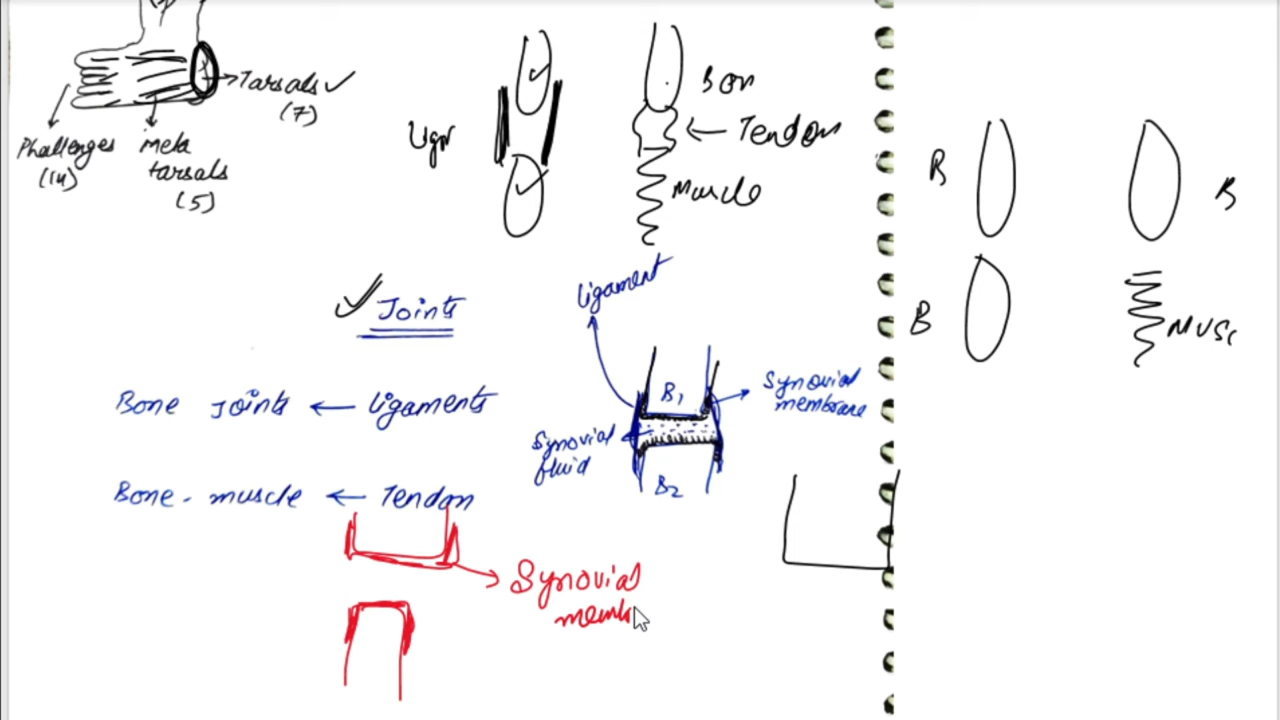 Tarsals
(7)
Phallenges
(14)
meta
tarsals
(5)
Bon
Tendon
Muscle
B
B
B
Ligament
Joints
Synovial
membrane
B1
Bone Joints ← Ligaments
Synovial
fluid
B2
Bone - muscle ← Tendon
Synovial
memb